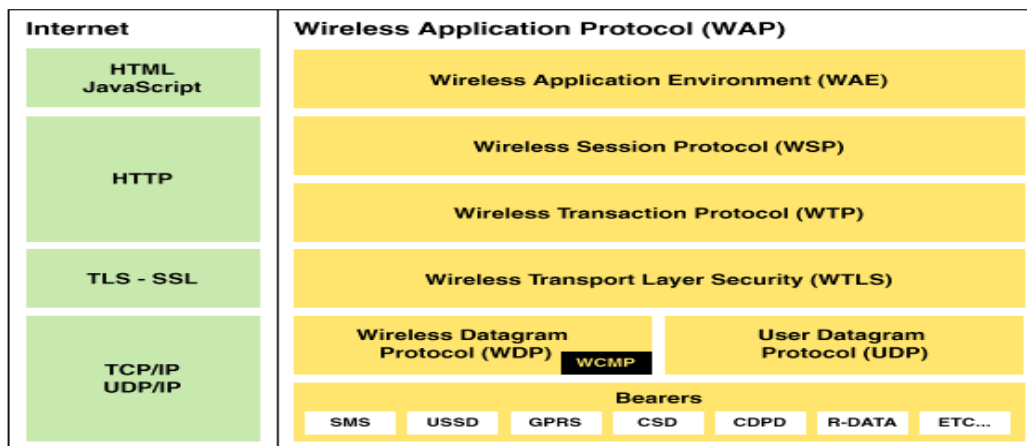 Internet
Wireless Application Protocol (WAP)
HTML
JavaScript
Wireless Application Environment (WAE)
HTTP
Wireless Session Protocol (WSP)
Wireless Transaction Protocol (WTP)
TLS - SSL
Wireless Transport Layer Security (WTLS)
TCP/IP
UDP/IP
Wireless Datagram
Protocol (WDP)
WCMP
User Datagram
Protocol (UDP)
Bearers
SMS USSD GPRS CSD CDPD R-DATA ETC...